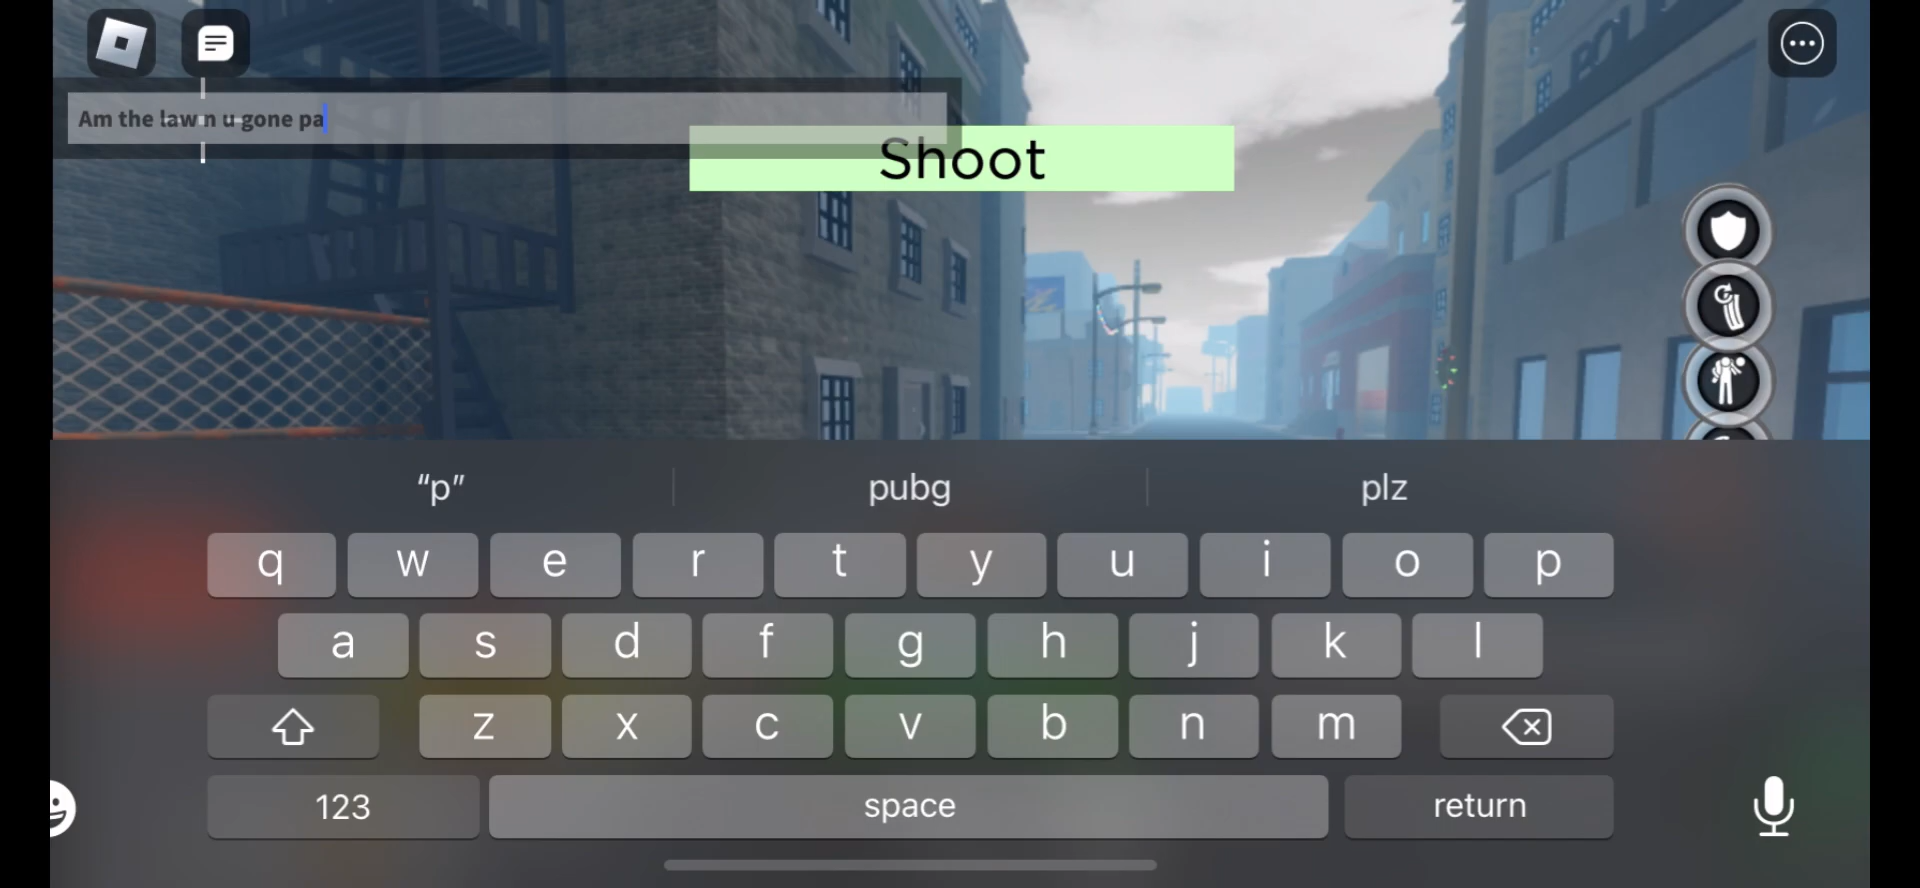 Am the law n u gone pa
Shoot
“p” pubg plz
q w e r t y u i o p
a s d f g h j k l
z x c v b n m
123 space return